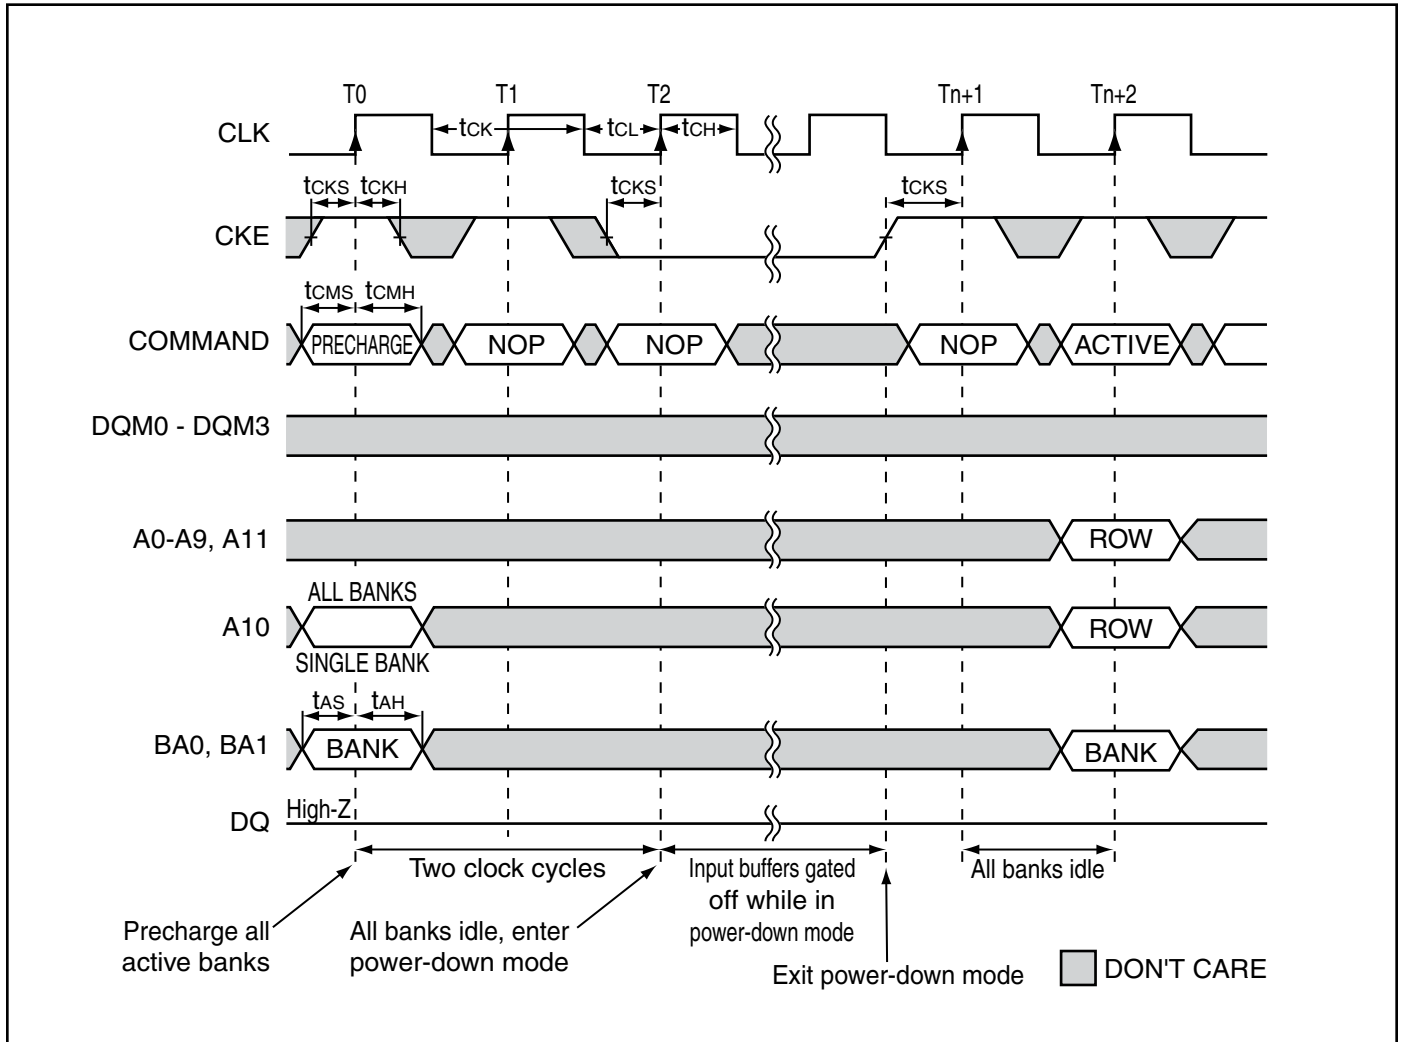 T0 T1 T2 Tn+1 Tn+2
CLK tCK tCL tCH
tCKS tCKH tCKS tCKS
CKE
tCMS tCMH
COMMAND PRECHARGE NOP NOP NOP ACTIVE
DQM0 - DQM3
A0-A9, A11 ROW
ALL BANKS
A10 ROW
SINGLE BANK
tAS tAH
BA0, BA1 BANK BANK
DQ High-Z
Two clock cycles
Input buffers gated
off while in
power-down mode
All banks idle
Precharge all
active banks
All banks idle, enter
power-down mode
Exit power-down mode
DON'T CARE